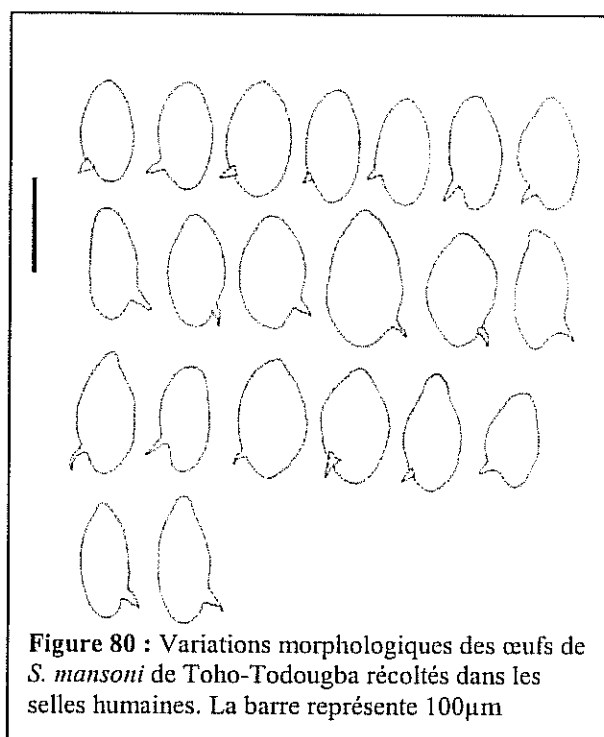 Figure 80 : Variations morphologiques des œufs de
S. mansoni de Toho-Todougba récoltés dans les
selles humaines. La barre représente 100µm